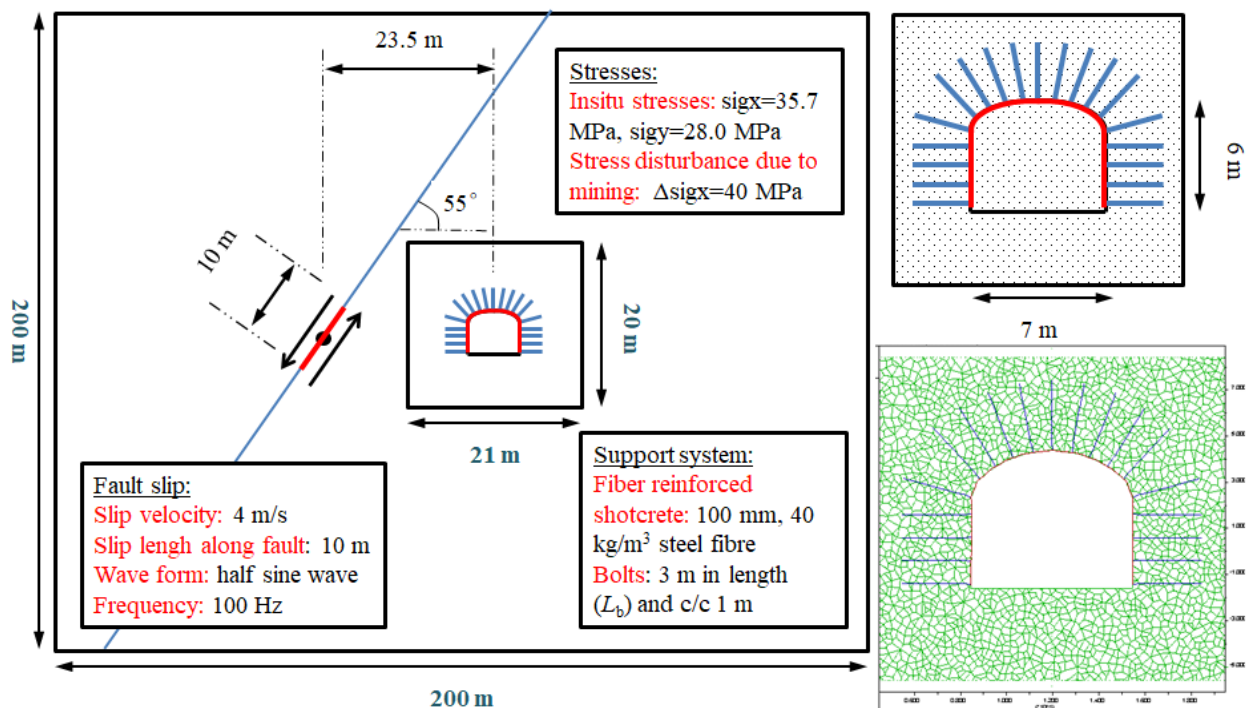 23.5 m
Stresses:
Insitu stresses: sigx=35.7
MPa, sigy=28.0 MPa
Stress disturbance due to
mining: Δsigx=40 MPa
55°
10 m
200 m
20 m
21 m
Fault slip:
Slip velocity: 4 m/s
Slip lengh along fault: 10 m
Wave form: half sine wave
Frequency: 100 Hz
Support system:
Fiber reinforced
shotcrete: 100 mm, 40
kg/m³ steel fibre
Bolts: 3 m in length
(Lb) and c/c 1 m
200 m
6 m
7 m